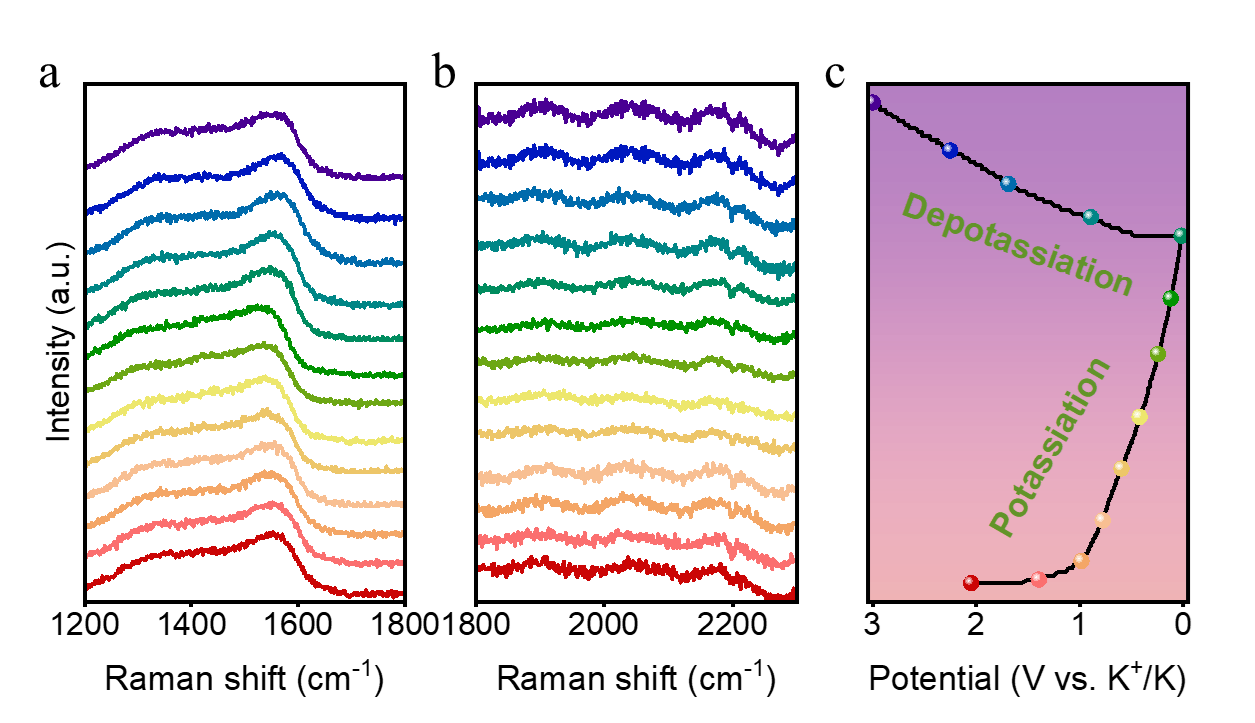 a
b
c
Intensity (a.u.)
Depotassiation
Potassiation
1200 1400 1600 1800
1800 2000 2200
3 2 1 0
Raman shift (cm⁻¹)
Raman shift (cm⁻¹)
Potential (V vs. K⁺/K)